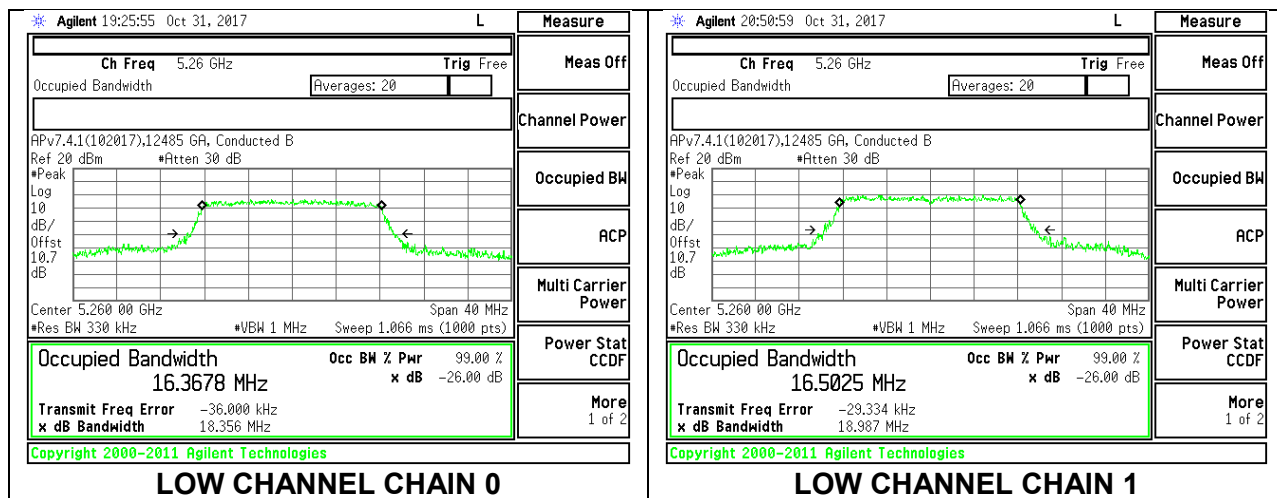 Agilent 19:25:55 Oct 31, 2017 L Measure
Ch Freq 5.26 GHz Trig Free
Meas Off
Occupied Bandwidth Averages: 20
Channel Power
APv7.4.1(102017),12485 GA, Conducted B
Ref 20 dBm #Atten 30 dB
#Peak
Log
10
dB/
Offst
10.7
dB
Occupied BW
ACP
Multi Carrier
Power
Center 5.260 00 GHz Span 40 MHz
#Res BW 330 kHz #VBW 1 MHz Sweep 1.066 ms (1000 pts)
Power Stat
CCDF
Occupied Bandwidth Occ BW % Pwr 99.00 %
16.3678 MHz x dB -26.00 dB
Transmit Freq Error -36.000 kHz
x dB Bandwidth 18.356 MHz
More
1 of 2
Copyright 2000-2011 Agilent Technologies
LOW CHANNEL CHAIN 0
Agilent 20:50:59 Oct 31, 2017 L Measure
Ch Freq 5.26 GHz Trig Free
Meas Off
Occupied Bandwidth Averages: 20
Channel Power
APv7.4.1(102017),12485 GA, Conducted B
Ref 20 dBm #Atten 30 dB
#Peak
Log
10
dB/
Offst
10.7
dB
Occupied BW
ACP
Multi Carrier
Power
Center 5.260 00 GHz Span 40 MHz
#Res BW 330 kHz #VBW 1 MHz Sweep 1.066 ms (1000 pts)
Power Stat
CCDF
Occupied Bandwidth Occ BW % Pwr 99.00 %
16.5025 MHz x dB -26.00 dB
Transmit Freq Error -29.334 kHz
x dB Bandwidth 18.987 MHz
More
1 of 2
Copyright 2000-2011 Agilent Technologies
LOW CHANNEL CHAIN 1